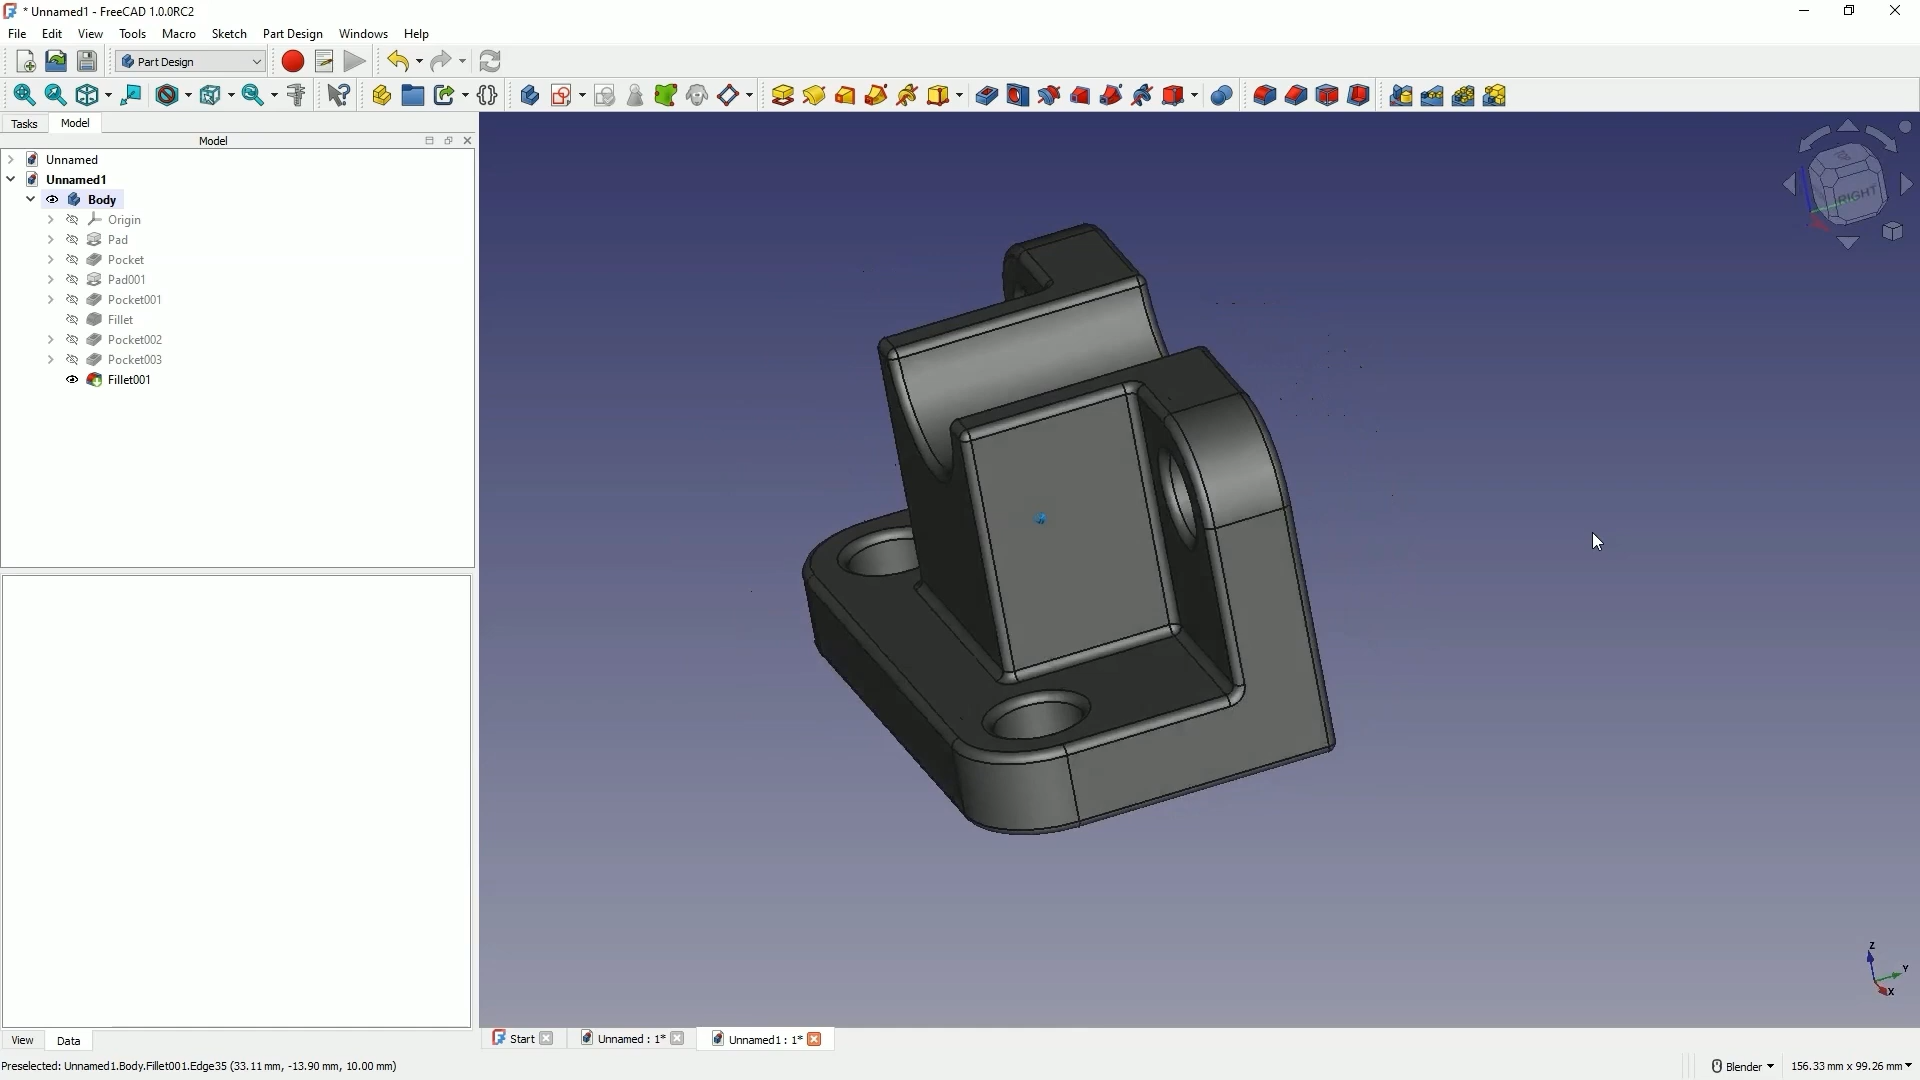 * Unnamed1 - FreeCAD 1.0.0RC2
File Edit View Tools Macro Sketch Part Design Windows Help
Part Design
Tasks Model
Model
Unnamed
Unnamed1
Body
Origin
Pad
Pocket
Pad001
Pocket001
Fillet
Pocket002
Pocket003
Fillet001
RIGHT
Z
Y
X
View Data
Start Unnamed : 1* Unnamed1 : 1*
Preselected: Unnamed1.Body.Fillet001.Edge35 (33.11 mm, -13.90 mm, 10.00 mm) Blender 156.33 mm x 99.26 mm